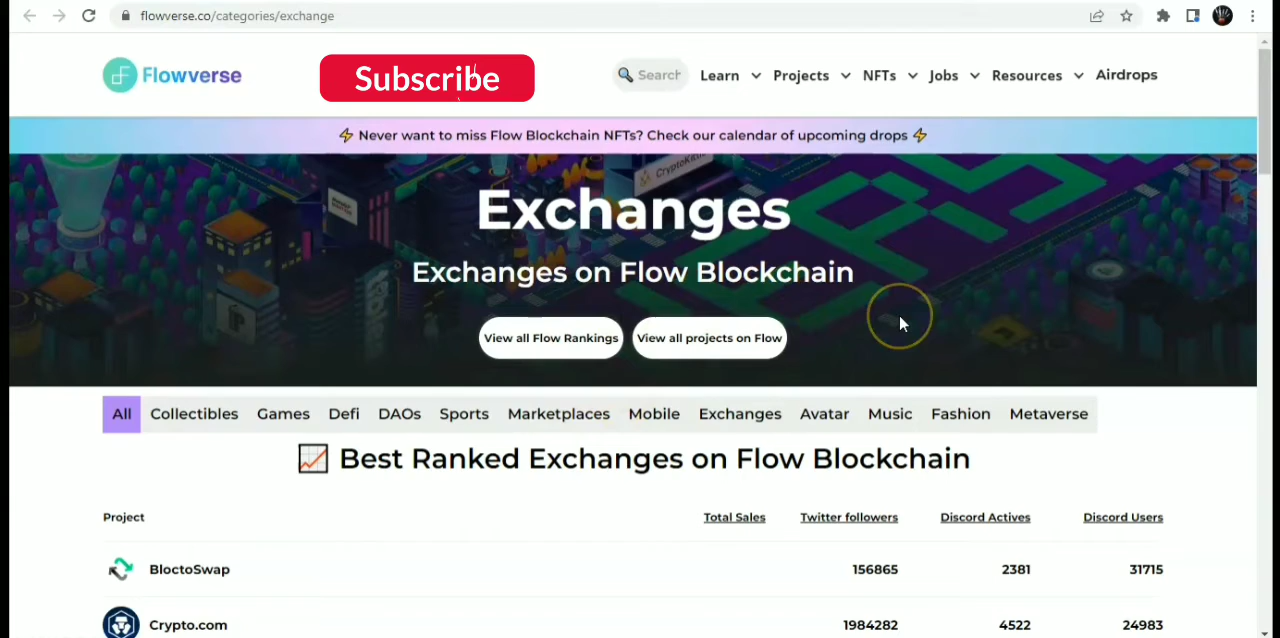 flowverse.co/categories/exchange
Flowverse
Subscribe
Search
Learn
Projects
NFTs
Jobs
Resources
Airdrops
⚡ Never want to miss Flow Blockchain NFTs? Check our calendar of upcoming drops ⚡
Exchanges
Exchanges on Flow Blockchain
View all Flow Rankings
View all projects on Flow
All Collectibles Games Defi DAOs Sports Marketplaces Mobile Exchanges Avatar Music Fashion Metaverse
📈 Best Ranked Exchanges on Flow Blockchain
Project Total Sales Twitter followers Discord Actives Discord Users
BloctoSwap 156865 2381 31715
Crypto.com 1984282 4522 24983